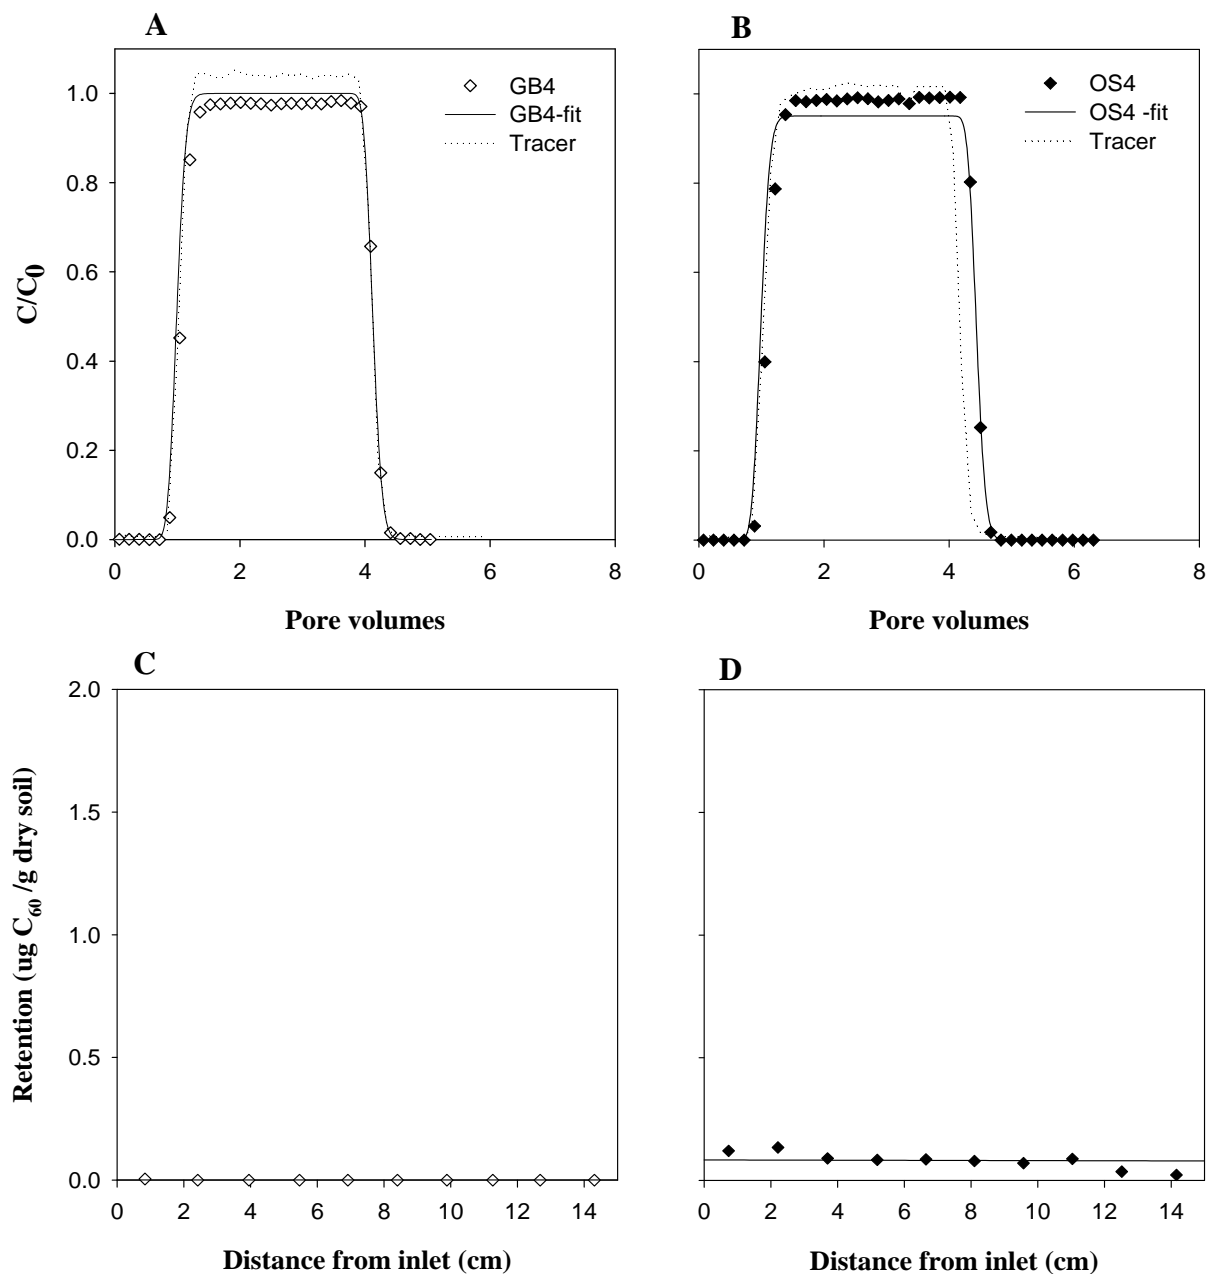 A
B
GB4
GB4-fit
Tracer
OS4
OS4 -fit
Tracer
C/C0
1.0
0.8
0.6
0.4
0.2
0.0
0 2 4 6 8
0 2 4 6 8
Pore volumes
Pore volumes
C
D
Retention (ug C60 /g dry soil)
2.0
1.5
1.0
0.5
0.0
0 2 4 6 8 10 12 14
0 2 4 6 8 10 12 14
Distance from inlet (cm)
Distance from inlet (cm)